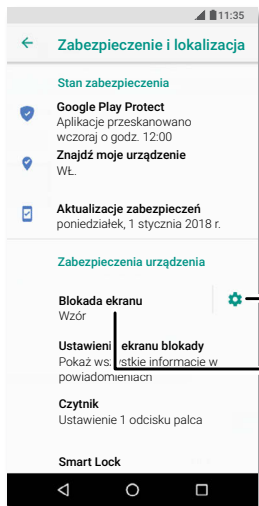 11:35
Zabezpieczenie i lokalizacja
Stan zabezpieczenia
Google Play Protect
Aplikacje przeskanowano
wczoraj o godz. 12:00
Znajdź moje urządzenie
WŁ.
Aktualizacje zabezpieczeń
poniedziałek, 1 stycznia 2018 r.
Zabezpieczenia urządzenia
Blokada ekranu
Wzór
Ustawieni ekranu blokady
Pokaż wszystkie informacje w
powiadomieniach
Czytnik
Ustawienie 1 odcisku palca
Smart Lock